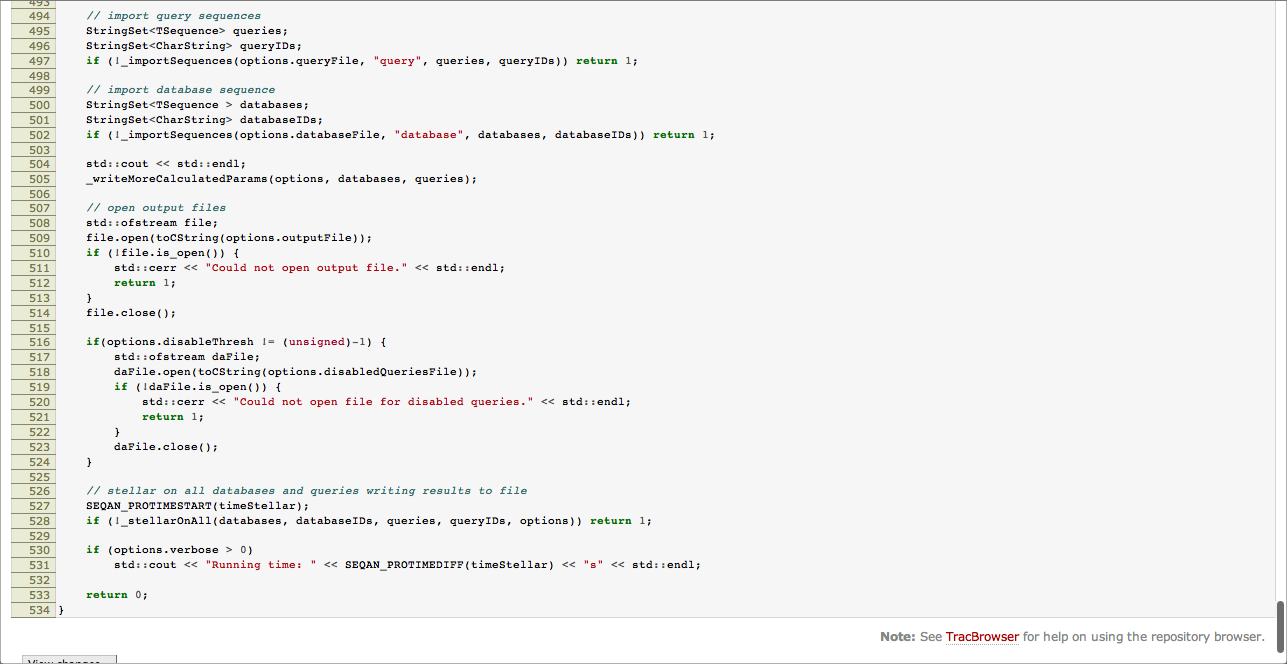 493
494 // import query sequences
495 StringSet<TSequence> queries;
496 StringSet<CharString> queryIDs;
497 if (!_importSequences(options.queryFile, "query", queries, queryIDs)) return 1;
498
499 // import database sequence
500 StringSet<TSequence > databases;
501 StringSet<CharString> databaseIDs;
502 if (!_importSequences(options.databaseFile, "database", databases, databaseIDs)) return 1;
503
504 std::cout << std::endl;
505 _writeMoreCalculatedParams(options, databases, queries);
506
507 // open output files
508 std::ofstream file;
509 file.open(toCString(options.outputFile));
510 if (!file.is_open()) {
511 std::cerr << "Could not open output file." << std::endl;
512 return 1;
513 }
514 file.close();
515
516 if(options.disableThresh != (unsigned)-1) {
517 std::ofstream daFile;
518 daFile.open(toCString(options.disabledQueriesFile));
519 if (!daFile.is_open()) {
520 std::cerr << "Could not open file for disabled queries." << std::endl;
521 return 1;
522 }
523 daFile.close();
524 }
525
526 // stellar on all databases and queries writing results to file
527 SEQAN_PROTIMESTART(timeStellar);
528 if (!_stellarOnAll(databases, databaseIDs, queries, queryIDs, options)) return 1;
529
530 if (options.verbose > 0)
531 std::cout << "Running time: " << SEQAN_PROTIMEDIFF(timeStellar) << "s" << std::endl;
532
533 return 0;
534 }
Note: See TracBrowser for help on using the repository browser.
View changes